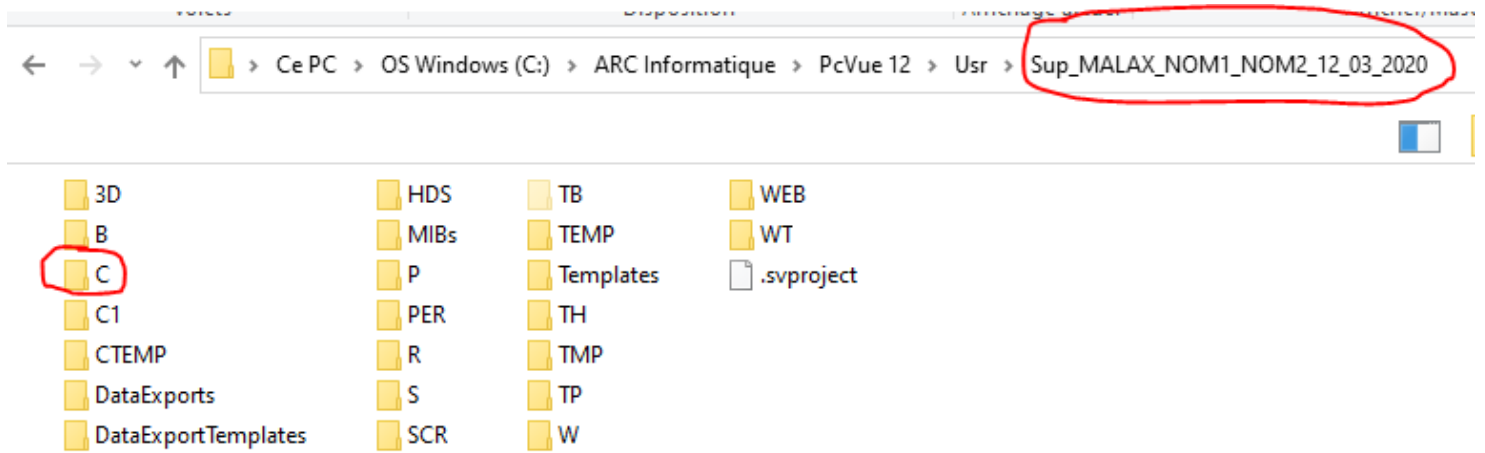 Ce PC > OS Windows (C:) > ARC Informatique > PcVue 12 > Usr > Sup_MALAX_NOM1_NOM2_12_03_2020
3D HDS TB WEB
B MIBs TEMP WT
C P Templates .svproject
C1 PER TH
CTEMP R TMP
DataExports S TP
DataExportTemplates SCR W